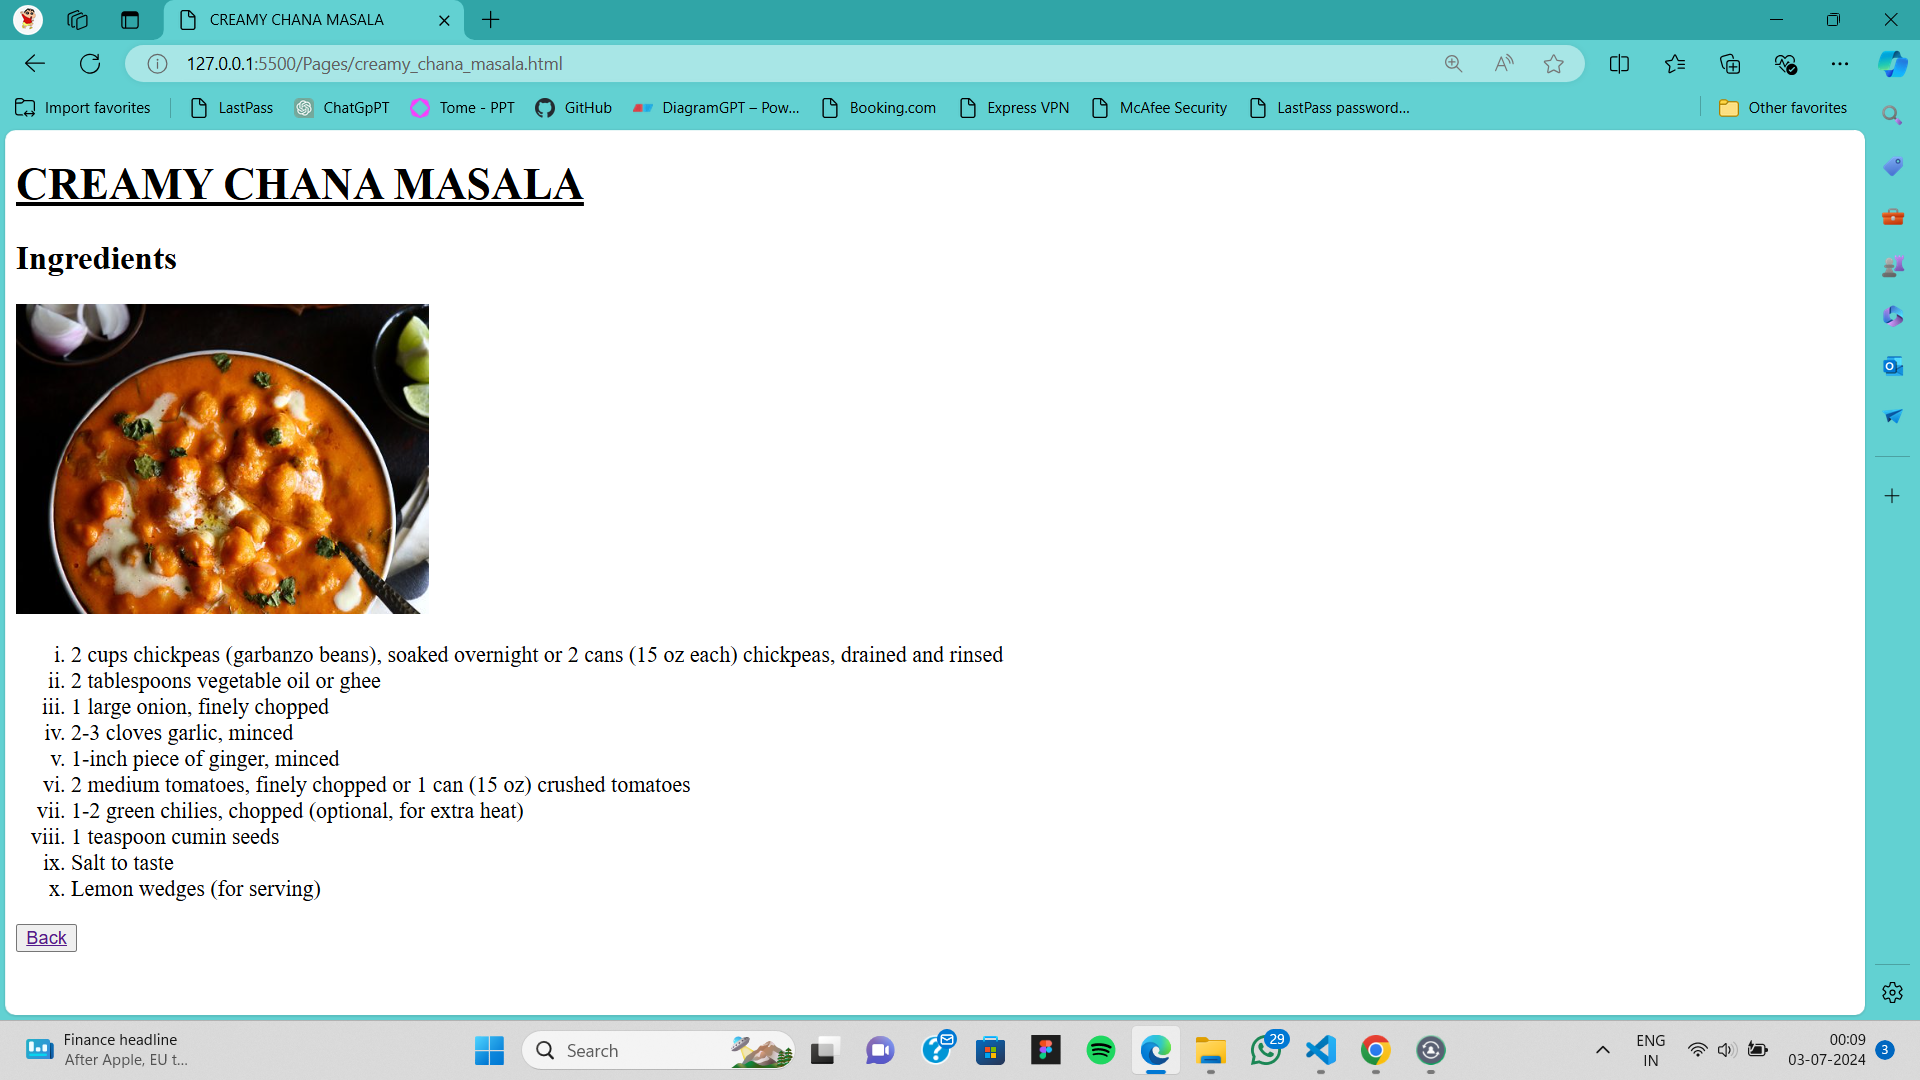 CREAMY CHANA MASALA
127.0.0.1:5500/Pages/creamy_chana_masala.html
Import favorites
LastPass
ChatGpPT
Tome - PPT
GitHub
DiagramGPT – Pow...
Booking.com
Express VPN
McAfee Security
LastPass password...
Other favorites
CREAMY CHANA MASALA
Ingredients
i. 2 cups chickpeas (garbanzo beans), soaked overnight or 2 cans (15 oz each) chickpeas, drained and rinsed
ii. 2 tablespoons vegetable oil or ghee
iii. 1 large onion, finely chopped
iv. 2-3 cloves garlic, minced
v. 1-inch piece of ginger, minced
vi. 2 medium tomatoes, finely chopped or 1 can (15 oz) crushed tomatoes
vii. 1-2 green chilies, chopped (optional, for extra heat)
viii. 1 teaspoon cumin seeds
ix. Salt to taste
x. Lemon wedges (for serving)
Back
Finance headline
After Apple, EU t...
Search
29
ENG
IN
00:09
03-07-2024
3